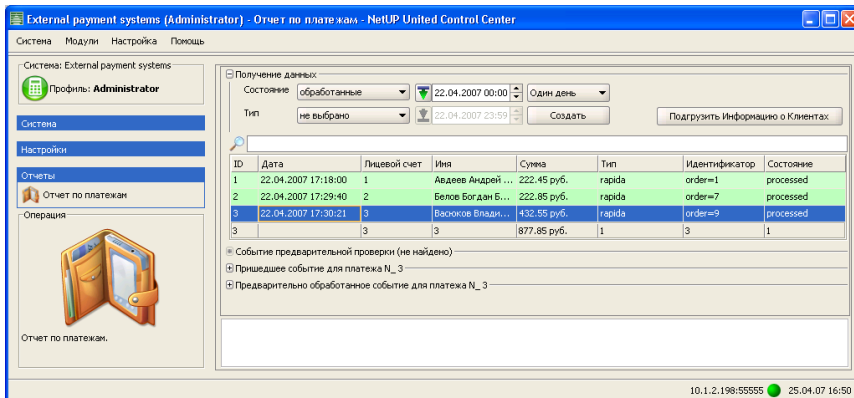 External payment systems (Administrator) - Отчет по платежам - NetUP United Control Center
Система Модули Настройка Помощь
Система: External payment systems
Профиль: Administrator
Система
Настройки
Отчеты
Отчет по платежам
Операция
Отчет по платежам.
Получение данных
Состояние обработанные 22.04.2007 00:00 Один день
Тип не выбрано 22.04.2007 23:59 Создать Подгрузить Информацию о Клиентах
ID Дата Лицевой счет Имя Сумма Тип Идентификатор Состояние
1 22.04.2007 17:18:00 1 Авдеев Андрей ... 222.45 руб. rapida order=1 processed
2 22.04.2007 17:29:40 2 Белов Богдан Б... 222.85 руб. rapida order=7 processed
3 22.04.2007 17:30:21 3 Васюков Влади... 432.55 руб. rapida order=9 processed
3 3 3 877.85 руб. 1 3 1
Событие предварительной проверки (не найдено)
Пришедшее событие для платежа N_ 3
Предварительно обработанное событие для платежа N_ 3
10.1.2.198:55555 25.04.07 16:50